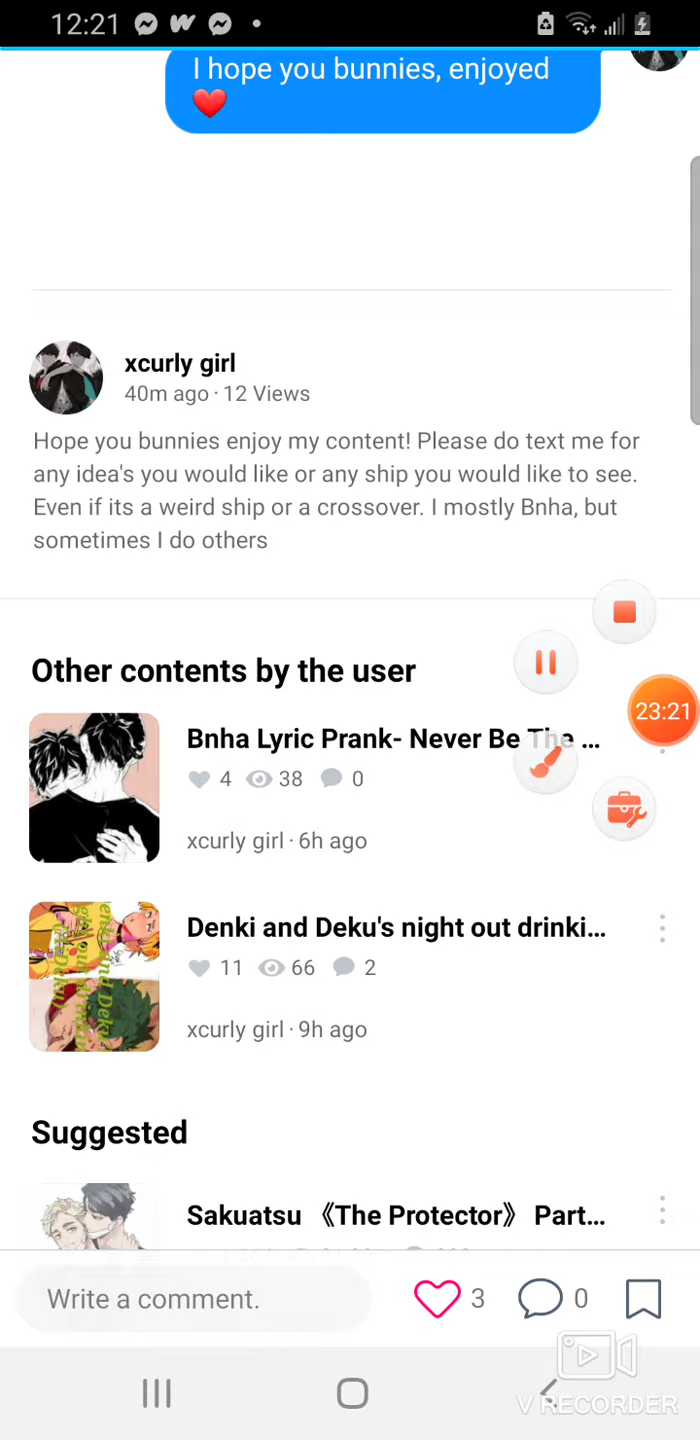 12:21
I hope you bunnies, enjoyed
❤️
xcurly girl
40m ago · 12 Views
Hope you bunnies enjoy my content! Please do text me for
any idea's you would like or any ship you would like to see.
Even if its a weird ship or a crossover. I mostly Bnha, but
sometimes I do others
23:21
Other contents by the user
Bnha Lyric Prank- Never Be The ...
4 38 0
xcurly girl · 6h ago
Denki and Deku's night out drinki...
11 66 2
xcurly girl · 9h ago
Suggested
Sakuatsu 《The Protector》 Part...
Write a comment.
3 0
V RECORDER